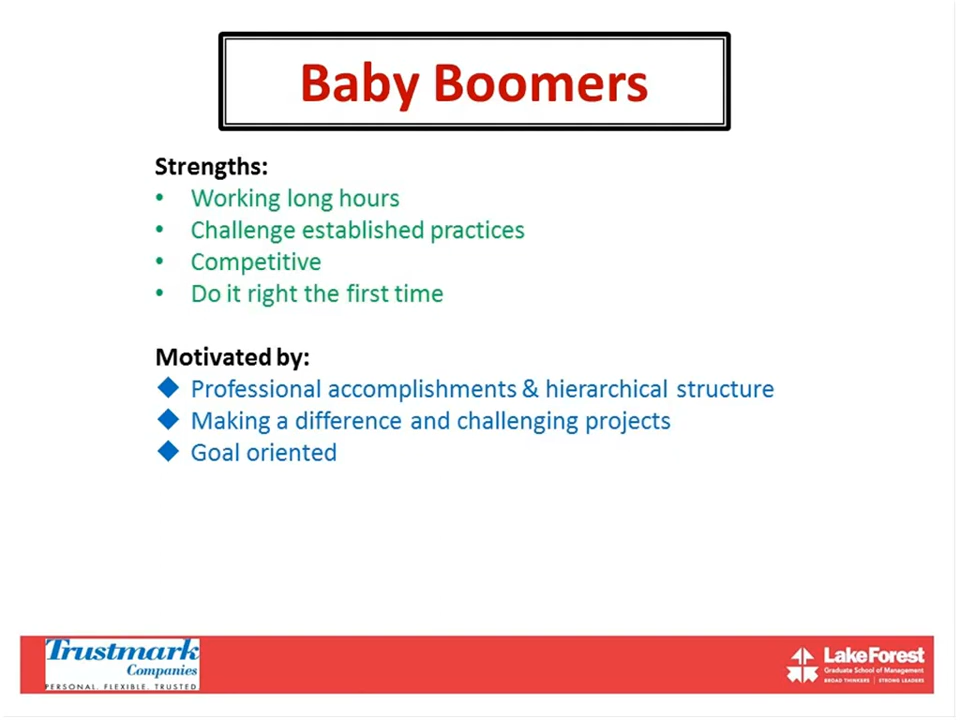 Baby Boomers
Strengths:
• Working long hours
• Challenge established practices
• Competitive
• Do it right the first time
Motivated by:
◆ Professional accomplishments & hierarchical structure
◆ Making a difference and challenging projects
◆ Goal oriented
Trustmark
Companies
PERSONAL. FLEXIBLE. TRUSTED
Lake Forest
Graduate School of Management
BROAD THINKERS | STRONG LEADERS